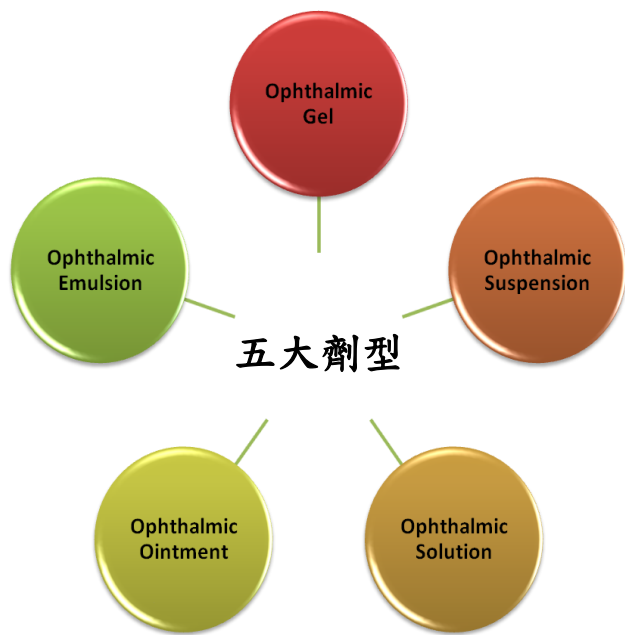 Ophthalmic
Gel
Ophthalmic
Emulsion
Ophthalmic
Suspension
五大劑型
Ophthalmic
Ointment
Ophthalmic
Solution